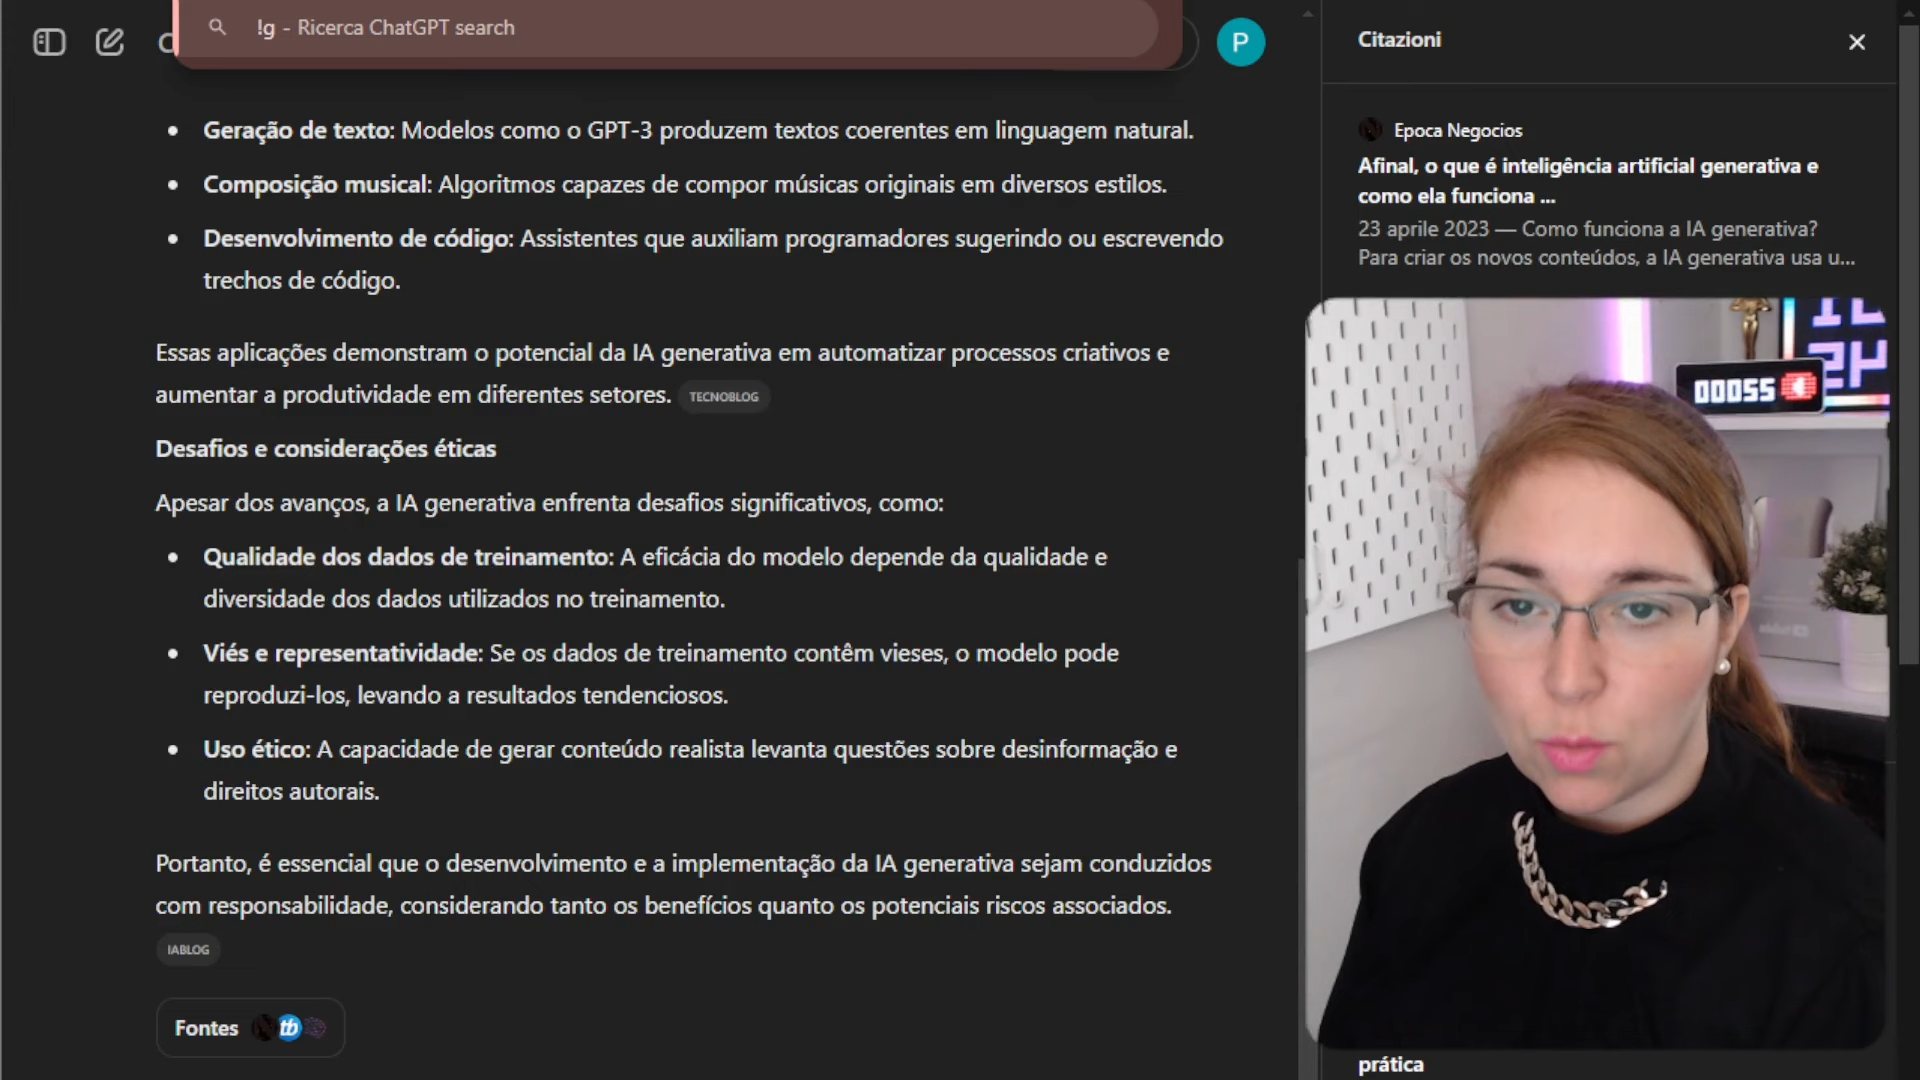 !g - Ricerca ChatGPT search
P
Citazioni
Geração de texto: Modelos como o GPT-3 produzem textos coerentes em linguagem natural.
Composição musical: Algoritmos capazes de compor músicas originais em diversos estilos.
Desenvolvimento de código: Assistentes que auxiliam programadores sugerindo ou escrevendo
trechos de código.
Essas aplicações demonstram o potencial da IA generativa em automatizar processos criativos e
aumentar a produtividade em diferentes setores. TECNOBLOG
Desafios e considerações éticas
Apesar dos avanços, a IA generativa enfrenta desafios significativos, como:
Qualidade dos dados de treinamento: A eficácia do modelo depende da qualidade e
diversidade dos dados utilizados no treinamento.
Viés e representatividade: Se os dados de treinamento contêm vieses, o modelo pode
reproduzi-los, levando a resultados tendenciosos.
Uso ético: A capacidade de gerar conteúdo realista levanta questões sobre desinformação e
direitos autorais.
Portanto, é essencial que o desenvolvimento e a implementação da IA generativa sejam conduzidos
com responsabilidade, considerando tanto os benefícios quanto os potenciais riscos associados.
IABLOG
Fontes tb
Epoca Negocios
Afinal, o que é inteligência artificial generativa e
como ela funciona ...
23 aprile 2023 — Como funciona a IA generativa?
Para criar os novos conteúdos, a IA generativa usa u...
00055
prática